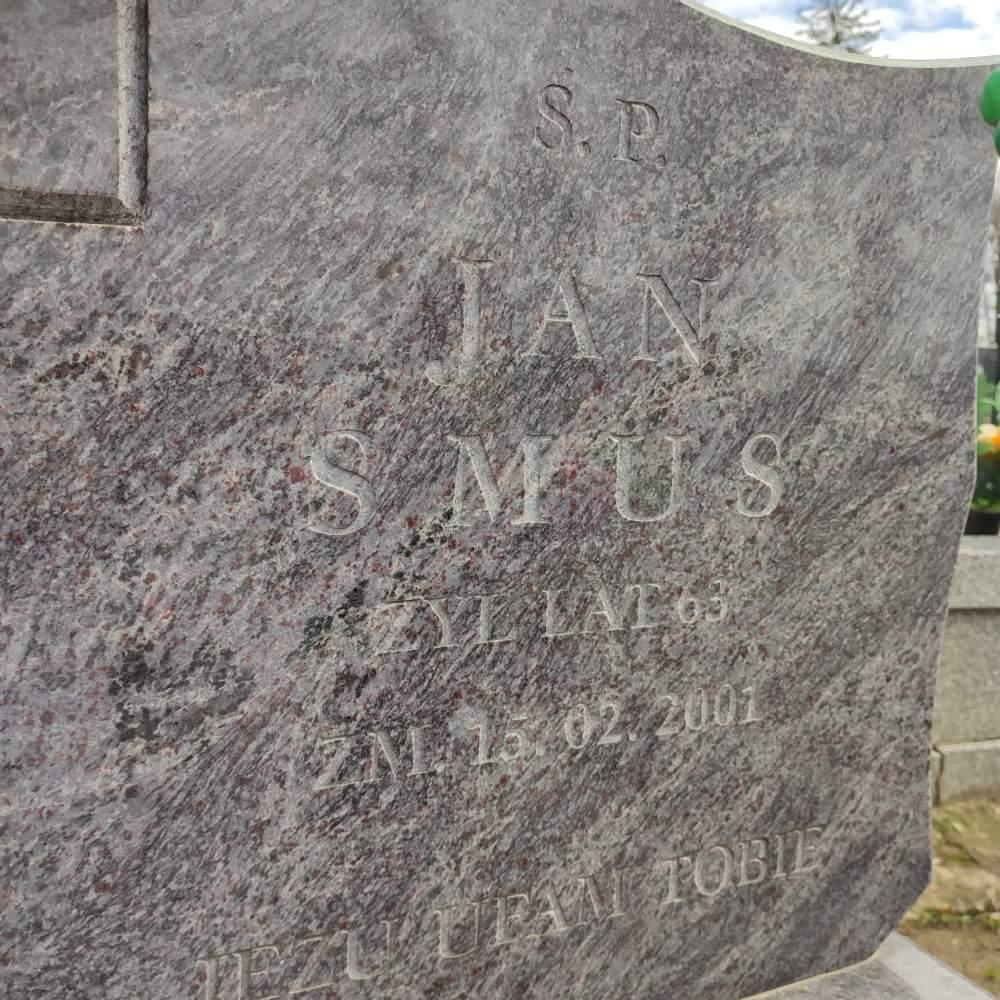 Ś. P.
JAN
SMUS
ŻYŁ LAT 63
ZM. 15. 02. 2001
JEZU UFAM TOBIE